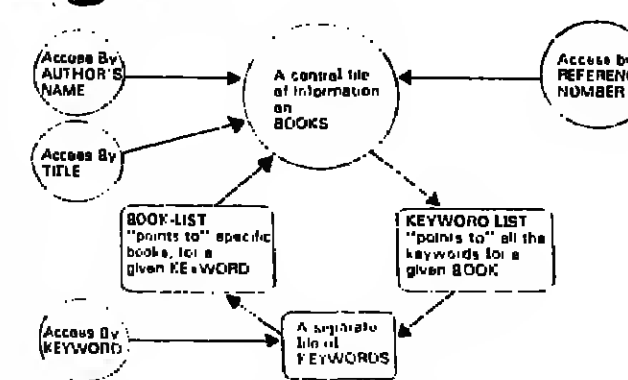 Access By
AUTHOR'S
NAME
A central file
of information
on
BOOKS
Access by
REFERENC
NUMBER
Access By
TITLE
BOOK-LIST
"points to" specific
books, for a
given KEYWORD
KEYWORD LIST
"points to" all the
keywords for a
given BOOK
Access By
KEYWORD
A separate
file of
KEYWORDS